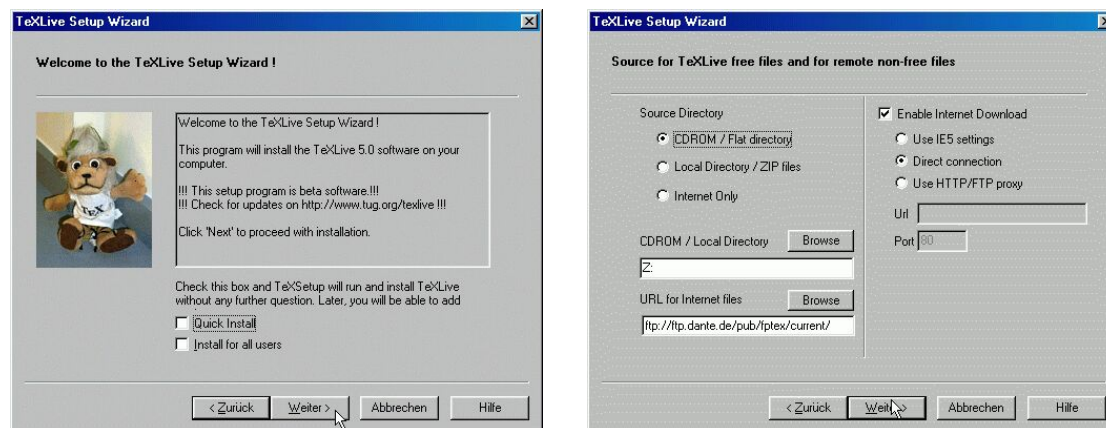 TeXLive Setup Wizard
Welcome to the TeXLive Setup Wizard !
TeX
Welcome to the TeXLive Setup Wizard !
This program will install the TeXLive 5.0 software on your
computer.
!!! This setup program is beta software.!!!
!!! Check for updates on http://www.tug.org/texlive !!!
Click 'Next' to proceed with installation.
Check this box and TeXSetup will run and install TeXLive
without any further question. Later, you will be able to add
Quick Install
Install for all users
< Zurück
Weiter >
Abbrechen
Hilfe
TeXLive Setup Wizard
Source for TeXLive free files and for remote non-free files
Source Directory
CDROM / Flat directory
Local Directory / ZIP files
Internet Only
CDROM / Local Directory
Browse
Z:
URL for Internet files
Browse
ftp://ftp.dante.de/pub/fptex/current/
Enable Internet Download
Use IE5 settings
Direct connection
Use HTTP/FTP proxy
Url
Port 80
< Zurück
Weiter >
Abbrechen
Hilfe